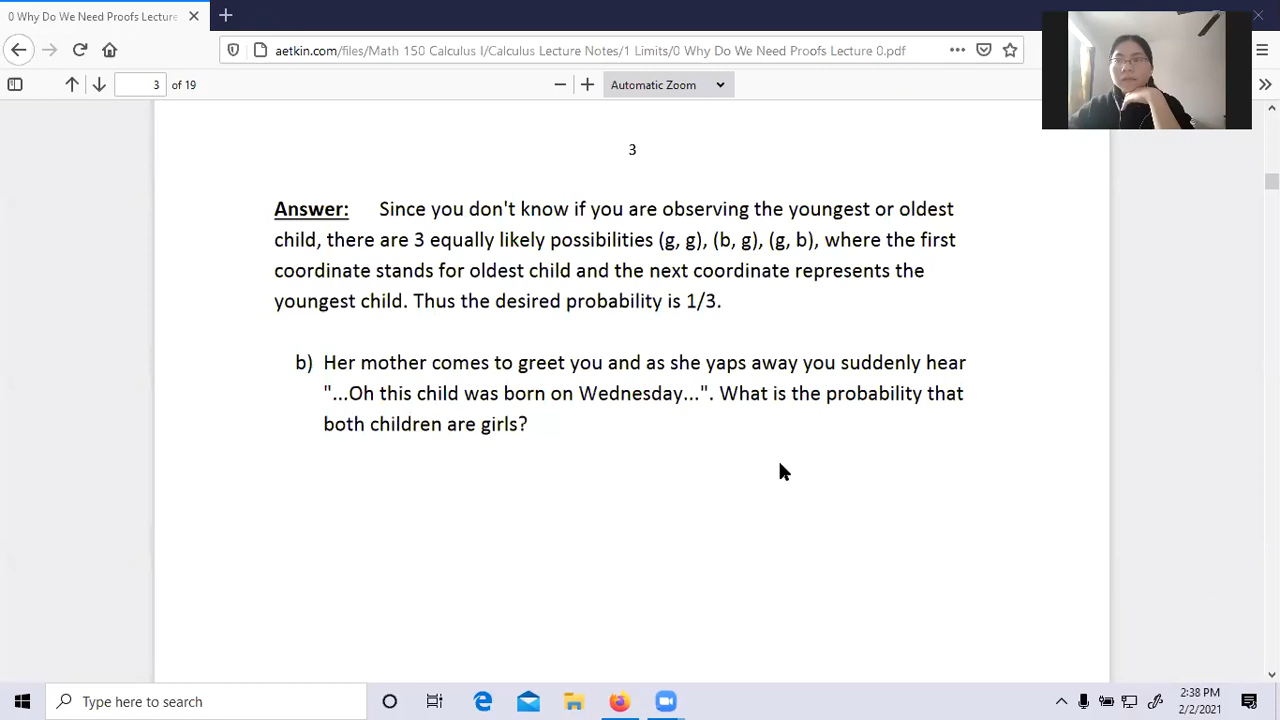 0 Why Do We Need Proofs Lecture
aetkin.com/files/Math 150 Calculus I/Calculus Lecture Notes/1 Limits/0 Why Do We Need Proofs Lecture 0.pdf
3 of 19
Automatic Zoom
3
Answer: Since you don't know if you are observing the youngest or oldest
child, there are 3 equally likely possibilities (g, g), (b, g), (g, b), where the first
coordinate stands for oldest child and the next coordinate represents the
youngest child. Thus the desired probability is 1/3.
b) Her mother comes to greet you and as she yaps away you suddenly hear
"...Oh this child was born on Wednesday...". What is the probability that
both children are girls?
Type here to search
2:38 PM
2/2/2021